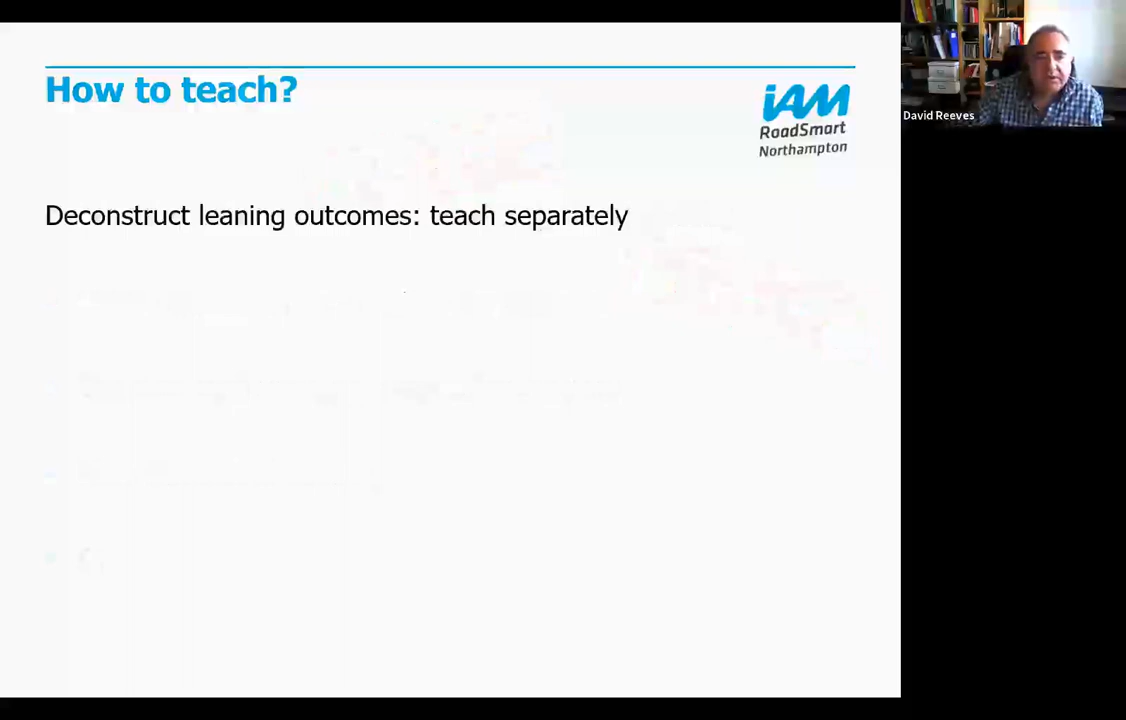 How to teach?
iAM
RoadSmart
Northampton
David Reeves
Deconstruct leaning outcomes: teach separately